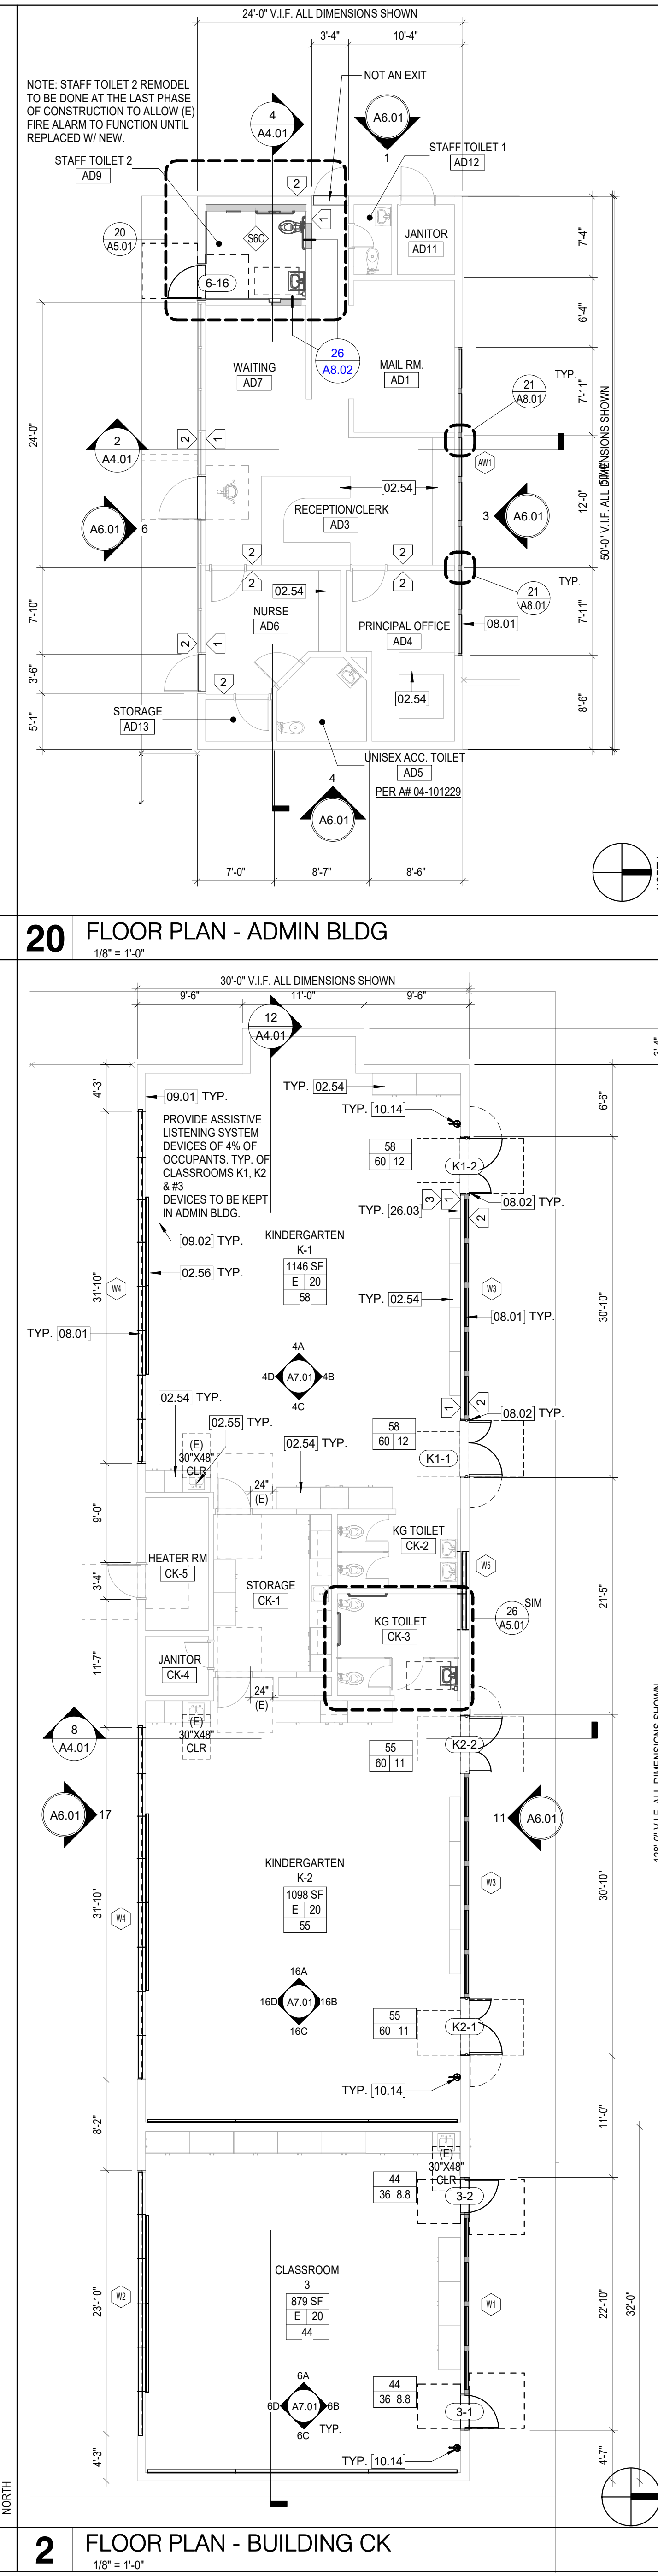 24'-0" V.I.F. ALL DIMENSIONS SHOWN
3'-4"
10'-4"
NOTE: STAFF TOILET 2 REMODEL
TO BE DONE AT THE LAST PHASE
OF CONSTRUCTION TO ALLOW (E)
FIRE ALARM TO FUNCTION UNTIL
REPLACED W/ NEW.
NOT AN EXIT
4
A4.01
A6.01
1
STAFF TOILET 1
AD12
STAFF TOILET 2
AD9
2
1
20
A5.01
S6C
JANITOR
AD11
7'-4"
6-16
6'-4"
26
A8.02
WAITING
AD7
MAIL RM.
AD1
TYP.
21
A8.01
7'-11"
24'-0"
2
A4.01
2
1
AW1
50'-0" V.I.F. ALL DIMENSIONS SHOWN
02.54
12'-0"
RECEPTION/CLERK
AD3
A6.01
6
3
A6.01
2
2
2
2
TYP.
21
A8.01
02.54
NURSE
AD6
PRINCIPAL OFFICE
AD4
7'-10"
7'-11"
08.01
2
1
3'-6"
2
02.54
8'-6"
STORAGE
AD13
5'-1"
UNISEX ACC. TOILET
AD5
PER A# 04-101229
4
A6.01
7'-0"
8'-7"
8'-6"
20
FLOOR PLAN - ADMIN BLDG
1/8" = 1'-0"
30'-0" V.I.F. ALL DIMENSIONS SHOWN
9'-6"
11'-0"
9'-6"
12
A4.01
3'-4"
4'-3"
09.01 TYP.
TYP. 02.54
TYP. 10.14
6'-6"
PROVIDE ASSISTIVE
LISTENING SYSTEM
DEVICES OF 4% OF
OCCUPANTS. TYP. OF
CLASSROOMS K1, K2
& #3
DEVICES TO BE KEPT
IN ADMIN BLDG.
58
60 12
K1-2
3
1
08.02 TYP.
TYP. 26.03
2
09.02 TYP.
KINDERGARTEN
K-1
1146 SF
E 20
58
02.56 TYP.
31'-10"
W4
TYP. 02.54
W3
30'-10"
TYP. 08.01
08.01 TYP.
4A
4D A7.01 4B
4C
02.54 TYP.
1
2
08.02 TYP.
02.55 TYP.
58
60 12
K1-1
(E)
30"X48"
CLR
02.54 TYP.
24"
(E)
9'-0"
KG TOILET
CK-2
HEATER RM
CK-5
W5
STORAGE
CK-1
3'-4"
21'-5"
SIM
26
A5.01
KG TOILET
CK-3
11'-7"
JANITOR
CK-4
24"
(E)
(E)
30"X48"
CLR
8
A4.01
55
60 11
K2-2
A6.01
17
11
A6.01
KINDERGARTEN
K-2
1098 SF
E 20
55
31'-10"
W4
W3
30'-10"
16A
16D A7.01 16B
16C
55
60 11
K2-1
TYP. 10.14
8'-2"
11'-0"
(E)
30"X48"
CLR
44
36 8.8
3-2
CLASSROOM
3
879 SF
E 20
44
23'-10"
W2
W1
22'-10"
32'-0"
6A
6D A7.01 6B
6C TYP.
44
36 8.8
3-1
TYP. 10.14
4'-3"
4'-7"
NORTH
2
FLOOR PLAN - BUILDING CK
1/8" = 1'-0"